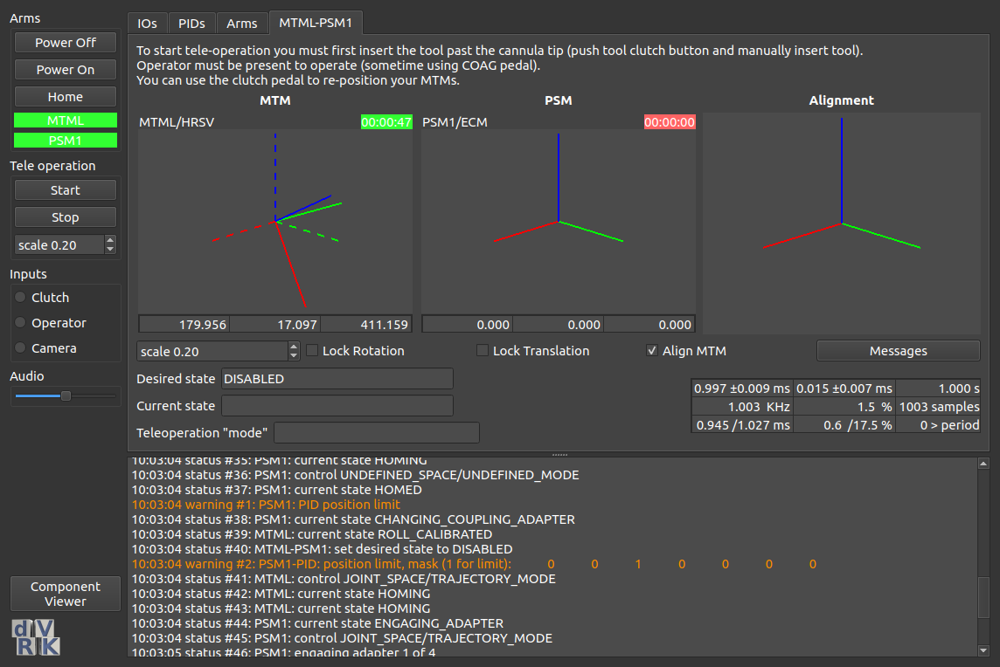 Arms
Power Off
Power On
Home
MTML
PSM1
Tele operation
Start
Stop
scale 0.20
Inputs
Clutch
Operator
Camera
Audio
Component
Viewer
dVRK
IOs PIDs Arms MTML-PSM1
To start tele-operation you must first insert the tool past the cannula tip (push tool clutch button and manually insert tool).
Operator must be present to operate (sometime using COAG pedal).
You can use the clutch pedal to re-position your MTMs.
MTM PSM Alignment
MTML/HRSV 00:00:47 PSM1/ECM 00:00:00
179.956 17.097 411.159 0.000 0.000 0.000
scale 0.20 Lock Rotation Lock Translation Align MTM Messages
Desired state DISABLED
Current state
Teleoperation "mode"
0.997 ±0.009 ms 0.015 ±0.007 ms 1.000 s
1.003 KHz 1.5 % 1003 samples
0.945 /1.027 ms 0.6 /17.5 % 0 > period
10:03:04 status #35: PSM1: current state HOMING
10:03:04 status #36: PSM1: control UNDEFINED_SPACE/UNDEFINED_MODE
10:03:04 status #37: PSM1: current state HOMED
10:03:04 warning #1: PSM1: PID position limit
10:03:04 status #38: PSM1: current state CHANGING_COUPLING_ADAPTER
10:03:04 status #39: MTML: current state ROLL_CALIBRATED
10:03:04 status #40: MTML-PSM1: set desired state to DISABLED
10:03:04 warning #2: PSM1-PID: position limit, mask (1 for limit): 0 0 1 0 0 0 0
10:03:04 status #41: MTML: control JOINT_SPACE/TRAJECTORY_MODE
10:03:04 status #42: MTML: current state HOMING
10:03:04 status #43: MTML: current state HOMING
10:03:04 status #44: PSM1: current state ENGAGING_ADAPTER
10:03:04 status #45: PSM1: control JOINT_SPACE/TRAJECTORY_MODE
10:03:05 status #46: PSM1: engaging adapter 1 of 4